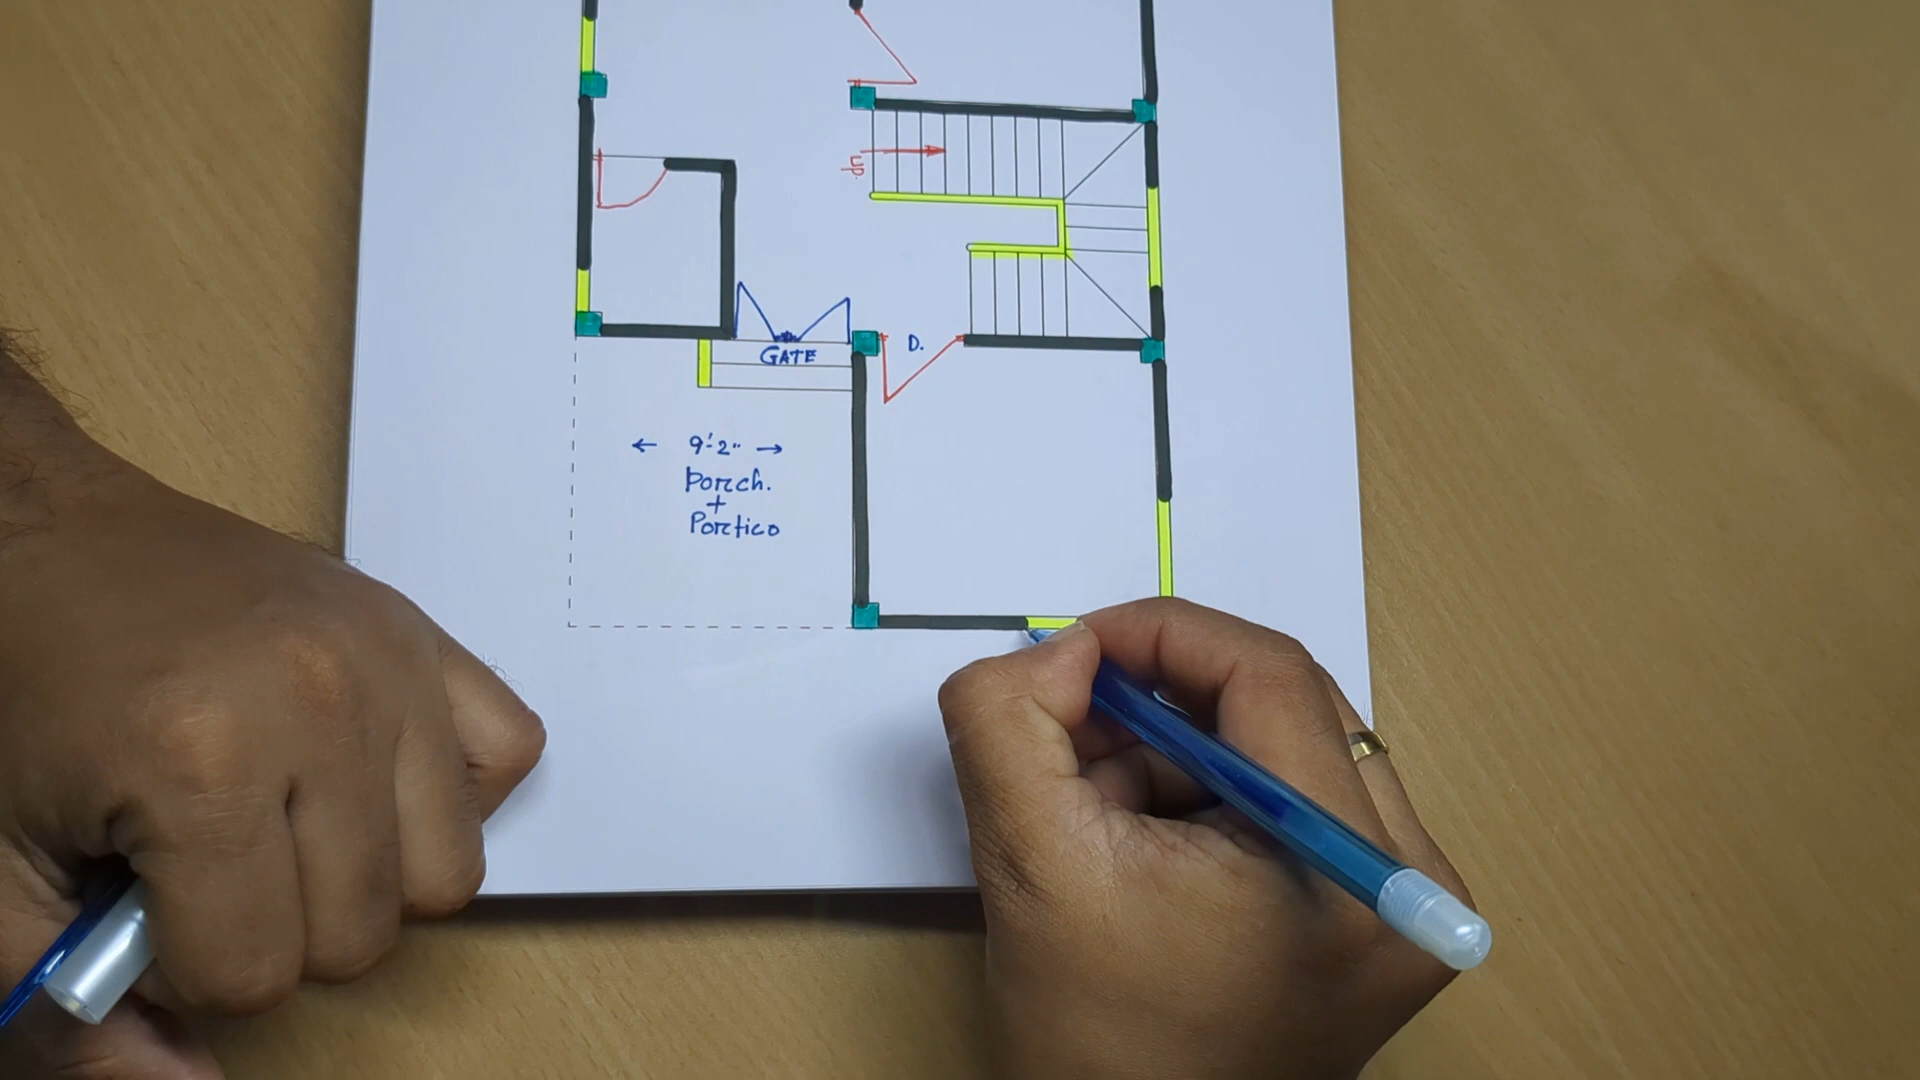 UP.
D.
GATE
← 9'-2" →
Porch.
+
Portico